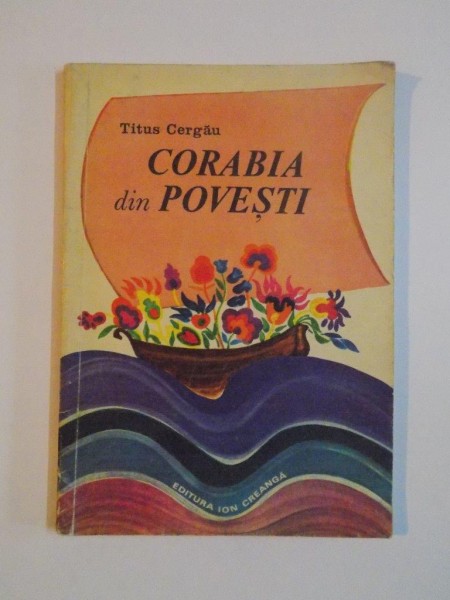 Titus Cergău
CORABIA
din POVEȘTI
EDITURA ION CREANGĂ